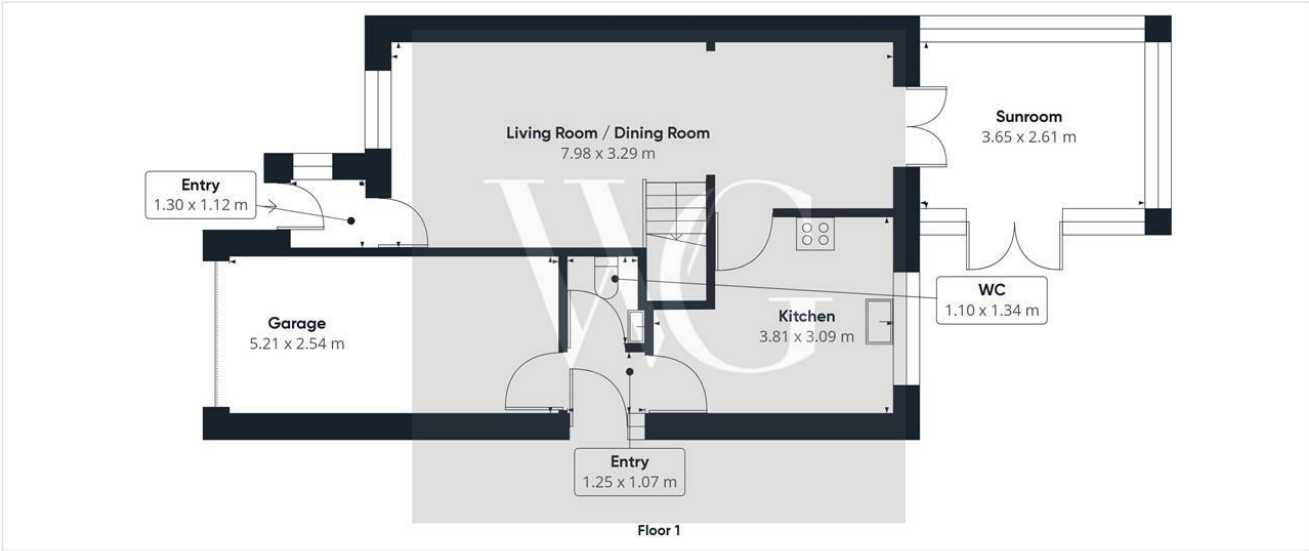 Living Room / Dining Room
7.98 x 3.29 m
Sunroom
3.65 x 2.61 m
Entry
1.30 x 1.12 m
WC
1.10 x 1.34 m
Garage
5.21 x 2.54 m
Kitchen
3.81 x 3.09 m
WG
Entry
1.25 x 1.07 m
Floor 1